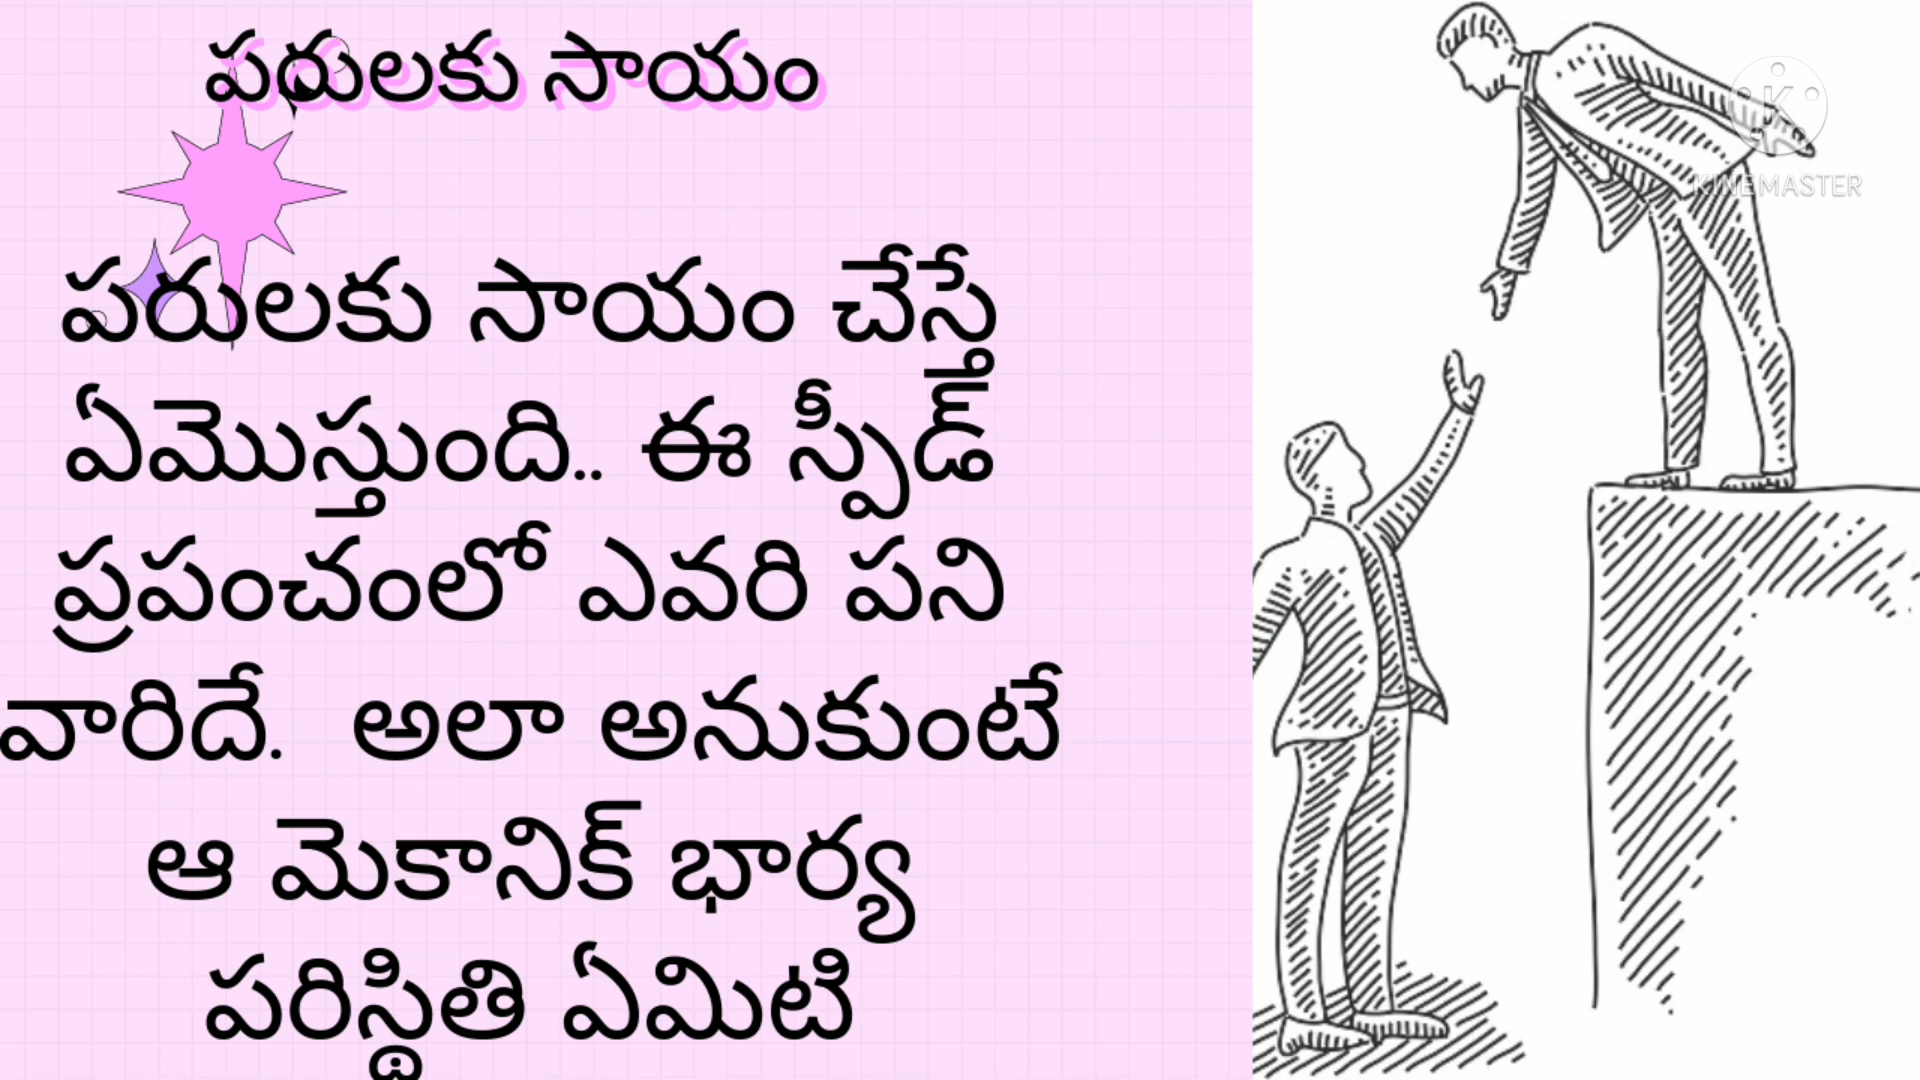 పరులకు సాయం
పరులకు సాయం చేస్తే
ఏమొస్తుంది.. ఈ స్పీడ్
ప్రపంచంలో ఎవరి పని
వారిదే. అలా అనుకుంటే
ఆ మెకానిక్ భార్య
పరిస్థితి ఏమిటి
K
KINEMASTER